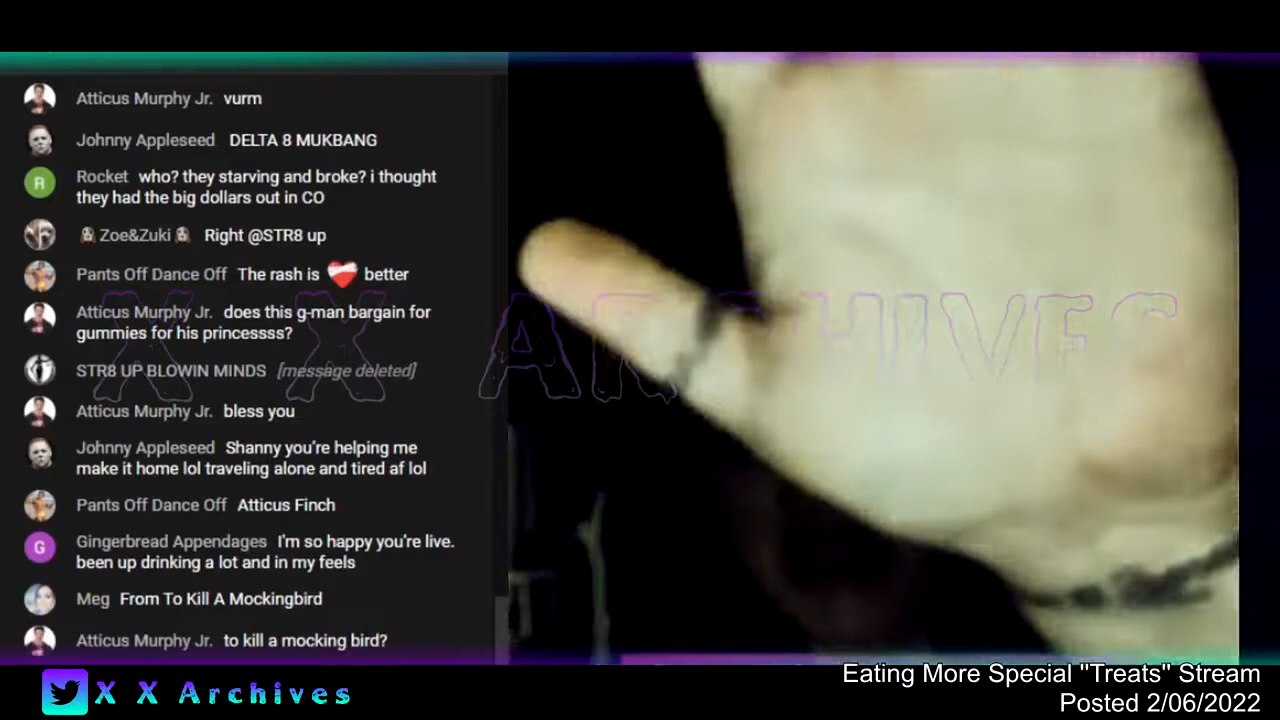 Atticus Murphy Jr. vurm
Johnny Appleseed DELTA 8 MUKBANG
R
Rocket who? they starving and broke? i thought
they had the big dollars out in CO
Zoe&Zuki Right @STR8 up
Pants Off Dance Off The rash is ❤️‍🩹 better
Atticus Murphy Jr. does this g-man bargain for
gummies for his princessss?
STR8 UP BLOWIN MINDS [message deleted]
Atticus Murphy Jr. bless you
Johnny Appleseed Shanny you're helping me
make it home lol traveling alone and tired af lol
Pants Off Dance Off Atticus Finch
G
Gingerbread Appendages I'm so happy you're live.
been up drinking a lot and in my feels
Meg From To Kill A Mockingbird
Atticus Murphy Jr. to kill a mocking bird?
X X ARCHIVES
X X Archives
Eating More Special "Treats" Stream
Posted 2/06/2022